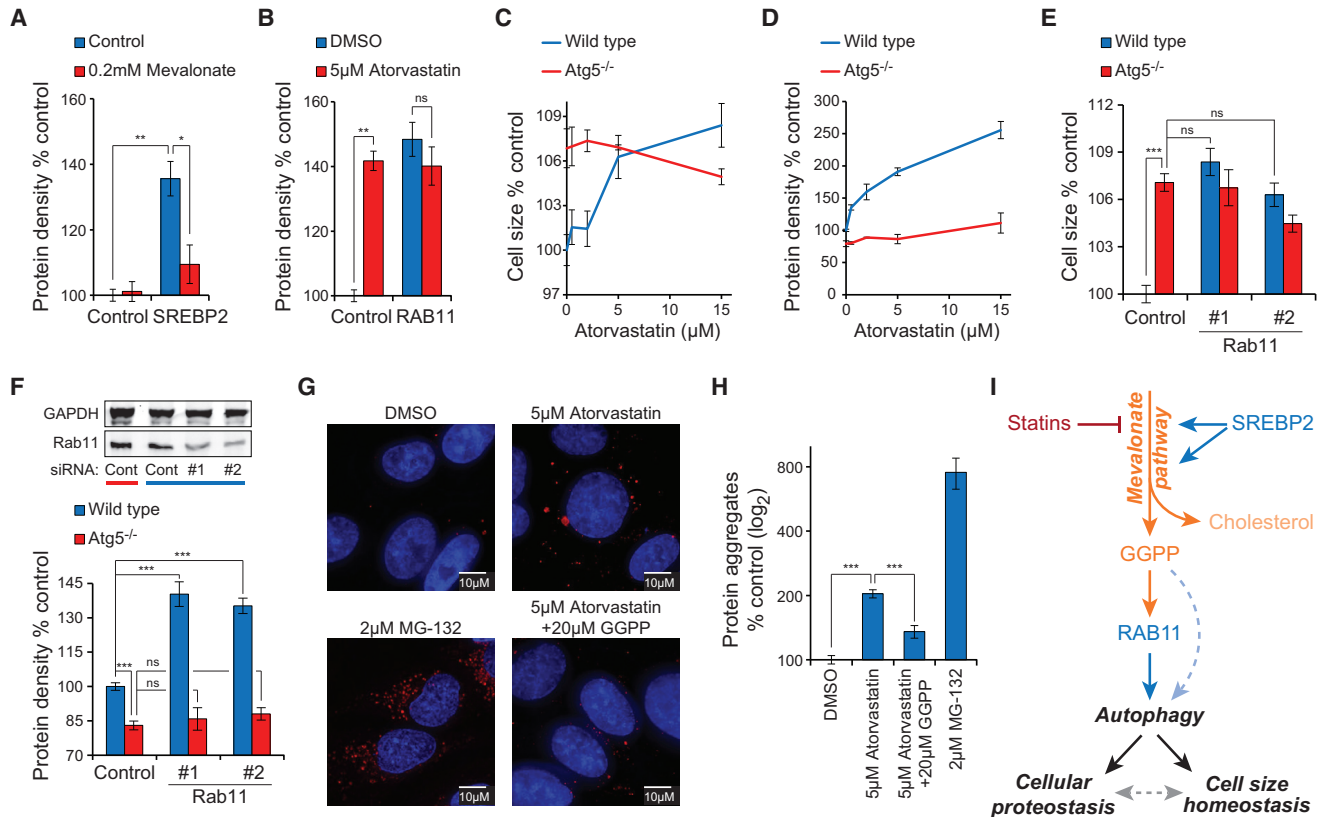 A
Control
0.2mM Mevalonate
Protein density % control
160
140
120
100
**
*
Control SREBP2
B
DMSO
5µM Atorvastatin
Protein density % control
160
140
120
100
**
ns
Control RAB11
C
Wild type
Atg5-/-
Cell size % control
109
106
103
100
97
0 5 10 15
Atorvastatin (µM)
D
Wild type
Atg5-/-
Protein density % control
300
250
200
150
100
50
0
0 5 10 15
Atorvastatin (µM)
E
Wild type
Atg5-/-
Cell size % control
112
109
106
103
100
***
ns
ns
Control #1 #2
Rab11
F
GAPDH
Rab11
siRNA: Cont Cont #1 #2
Wild type
Atg5-/-
Protein density % control
145
130
115
100
85
70
***
***
***
ns
ns
Control #1 #2
Rab11
G
DMSO
10µM
5µM Atorvastatin
10µM
2µM MG-132
10µM
5µM Atorvastatin
+20µM GGPP
10µM
H
Protein aggregates
% control (log2)
800
400
200
100
***
***
DMSO
5µM Atorvastatin
5µM Atorvastatin
+20µM GGPP
2µM MG-132
I
Statins
Mevalonate
pathway
SREBP2
Cholesterol
GGPP
RAB11
Autophagy
Cellular
proteostasis
Cell size
homeostasis